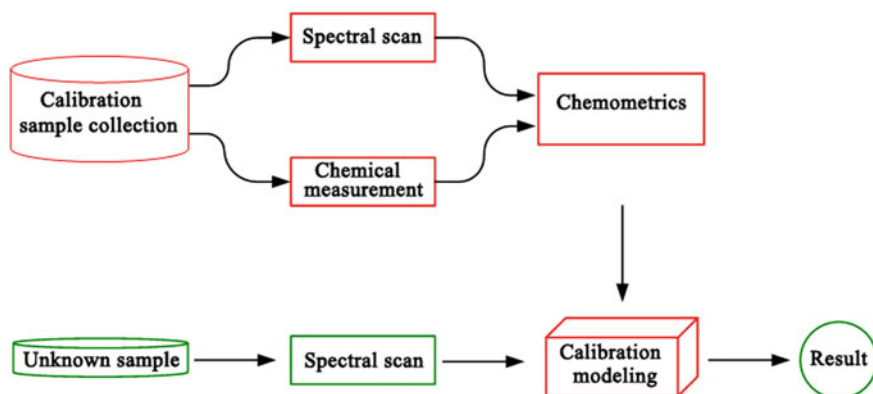 Spectral scan
Calibration
sample collection
Chemometrics
Chemical
measurement
Unknown sample
Spectral scan
Calibration
modeling
Result